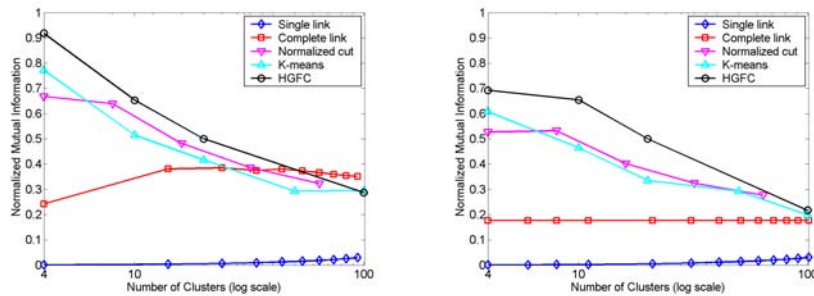 Normalized Mutual Information
1
0.9
0.8
0.7
0.6
0.5
0.4
0.3
0.2
0.1
0
4
10
100
Number of Clusters (log scale)
Single link
Complete link
Normalized cut
K-means
HGFC
Normalized Mutual Information
1
0.9
0.8
0.7
0.6
0.5
0.4
0.3
0.2
0.1
0
4
10
100
Number of Clusters (log scale)
Single link
Complete link
Normalized cut
K-means
HGFC